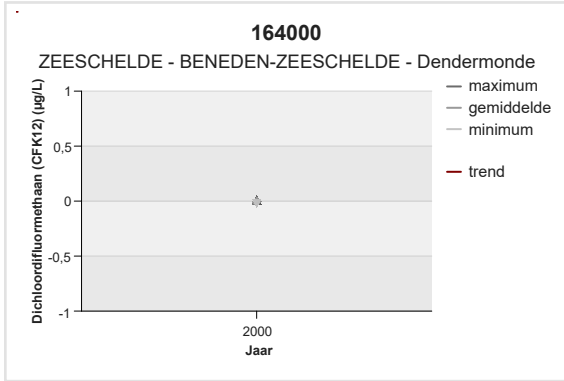 164000
ZEESCHELDE - BENEDEN-ZEESCHELDE - Dendermonde
Dichloordifluormethaan (CFK12) (µg/L)
1
0,5
0
-0,5
-1
2000
Jaar
maximum
gemiddelde
minimum
trend